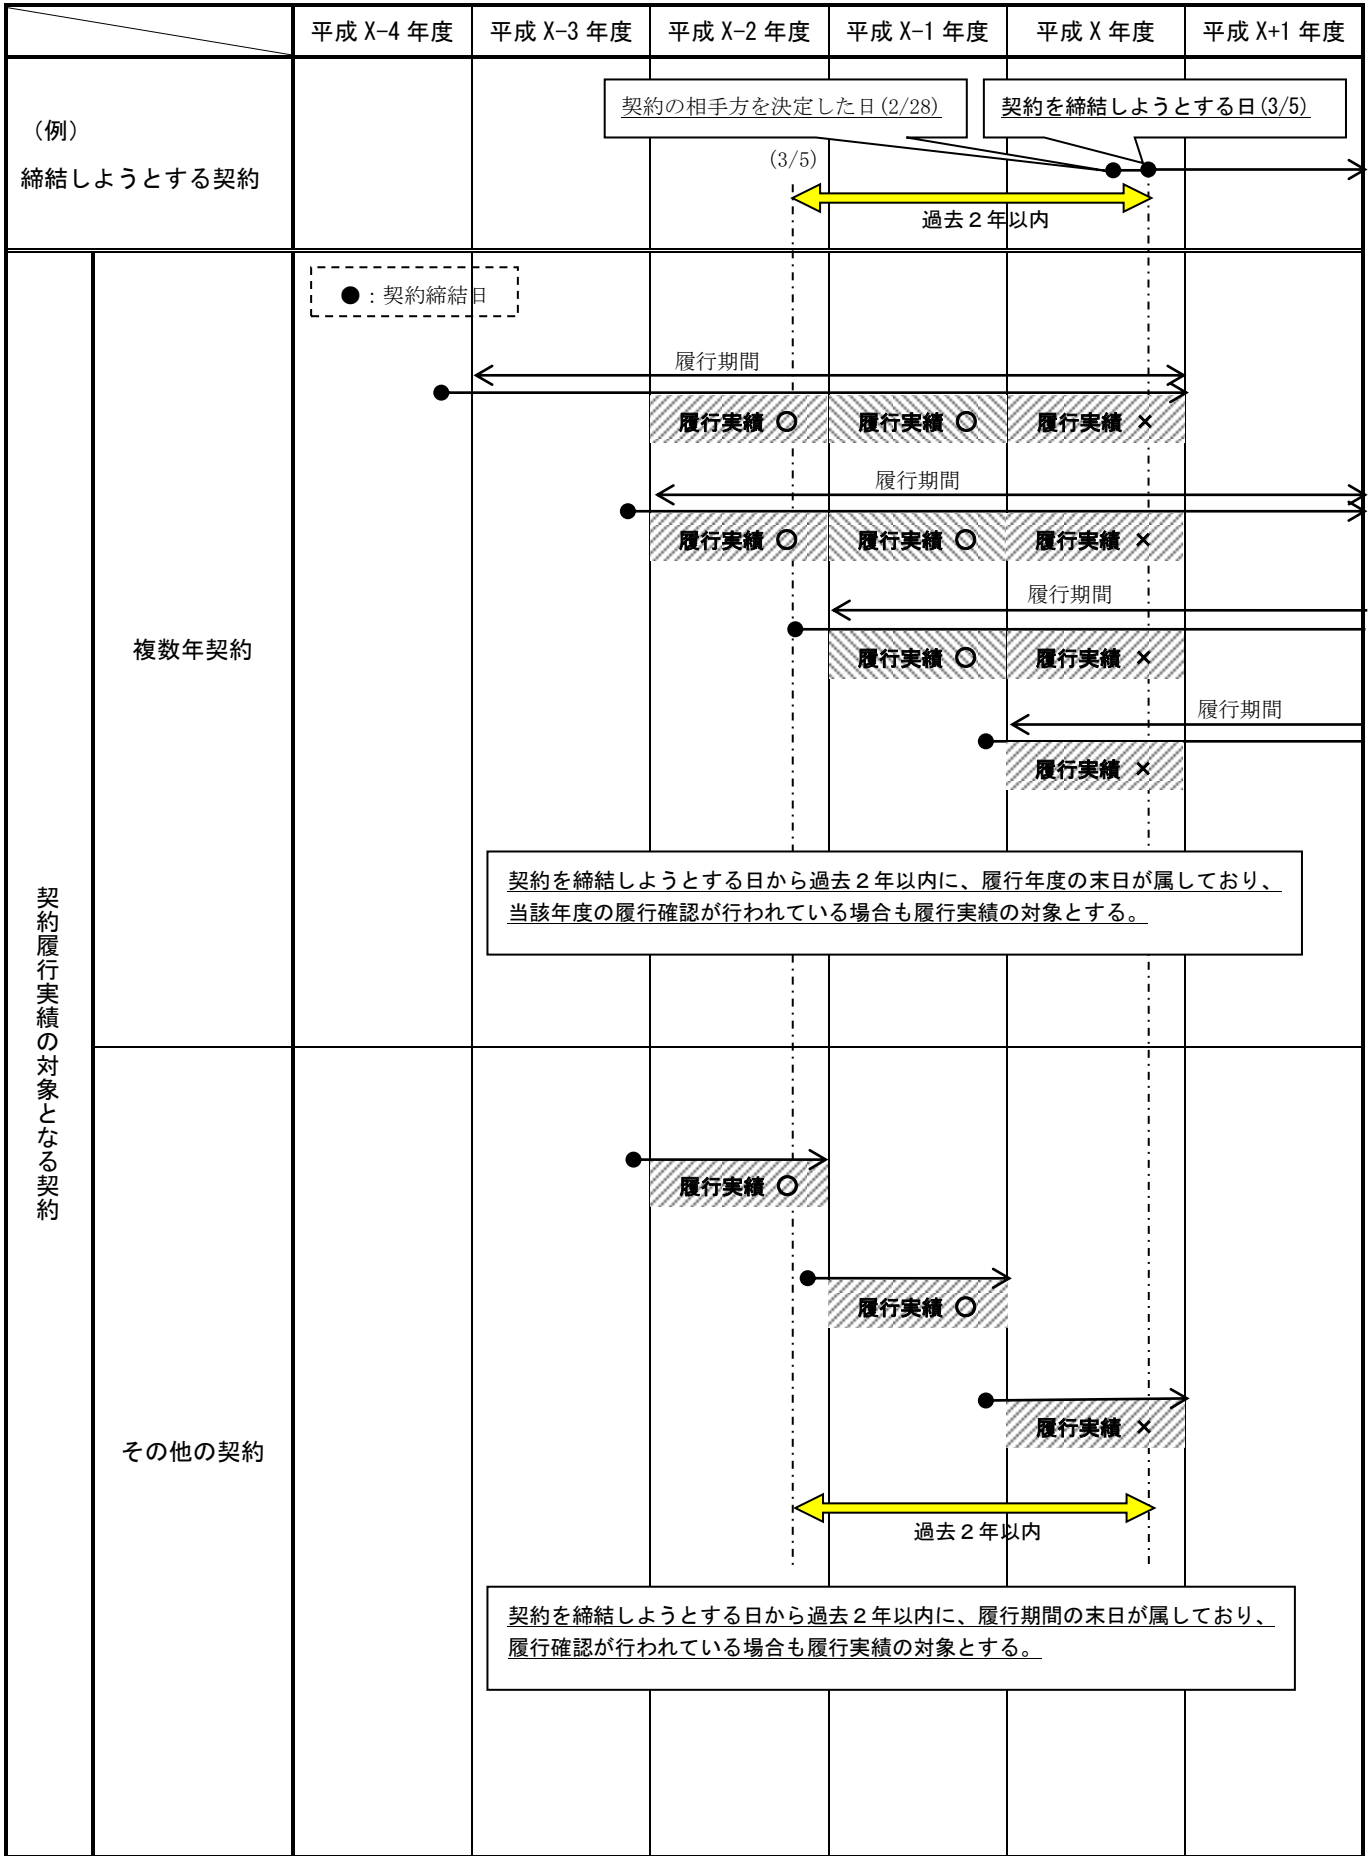 平成 X-4 年度 平成 X-3 年度 平成 X-2 年度 平成 X-1 年度 平成 X 年度 平成 X+1 年度
(例)
締結しようとする契約
契約の相手方を決定した日(2/28)
契約を締結しようとする日(3/5)
(3/5)
過去2年以内
契約履行実績の対象となる契約
複数年契約
●:契約締結日
履行期間
履行実績 ○ 履行実績 ○ 履行実績 ×
履行期間
履行実績 ○ 履行実績 ○ 履行実績 ×
履行期間
履行実績 ○ 履行実績 ×
履行期間
履行実績 ×
契約を締結しようとする日から過去2年以内に、履行年度の末日が属しており、
当該年度の履行確認が行われている場合も履行実績の対象とする。
その他の契約
履行実績 ○
履行実績 ○
履行実績 ×
過去2年以内
契約を締結しようとする日から過去2年以内に、履行期間の末日が属しており、
履行確認が行われている場合も履行実績の対象とする。